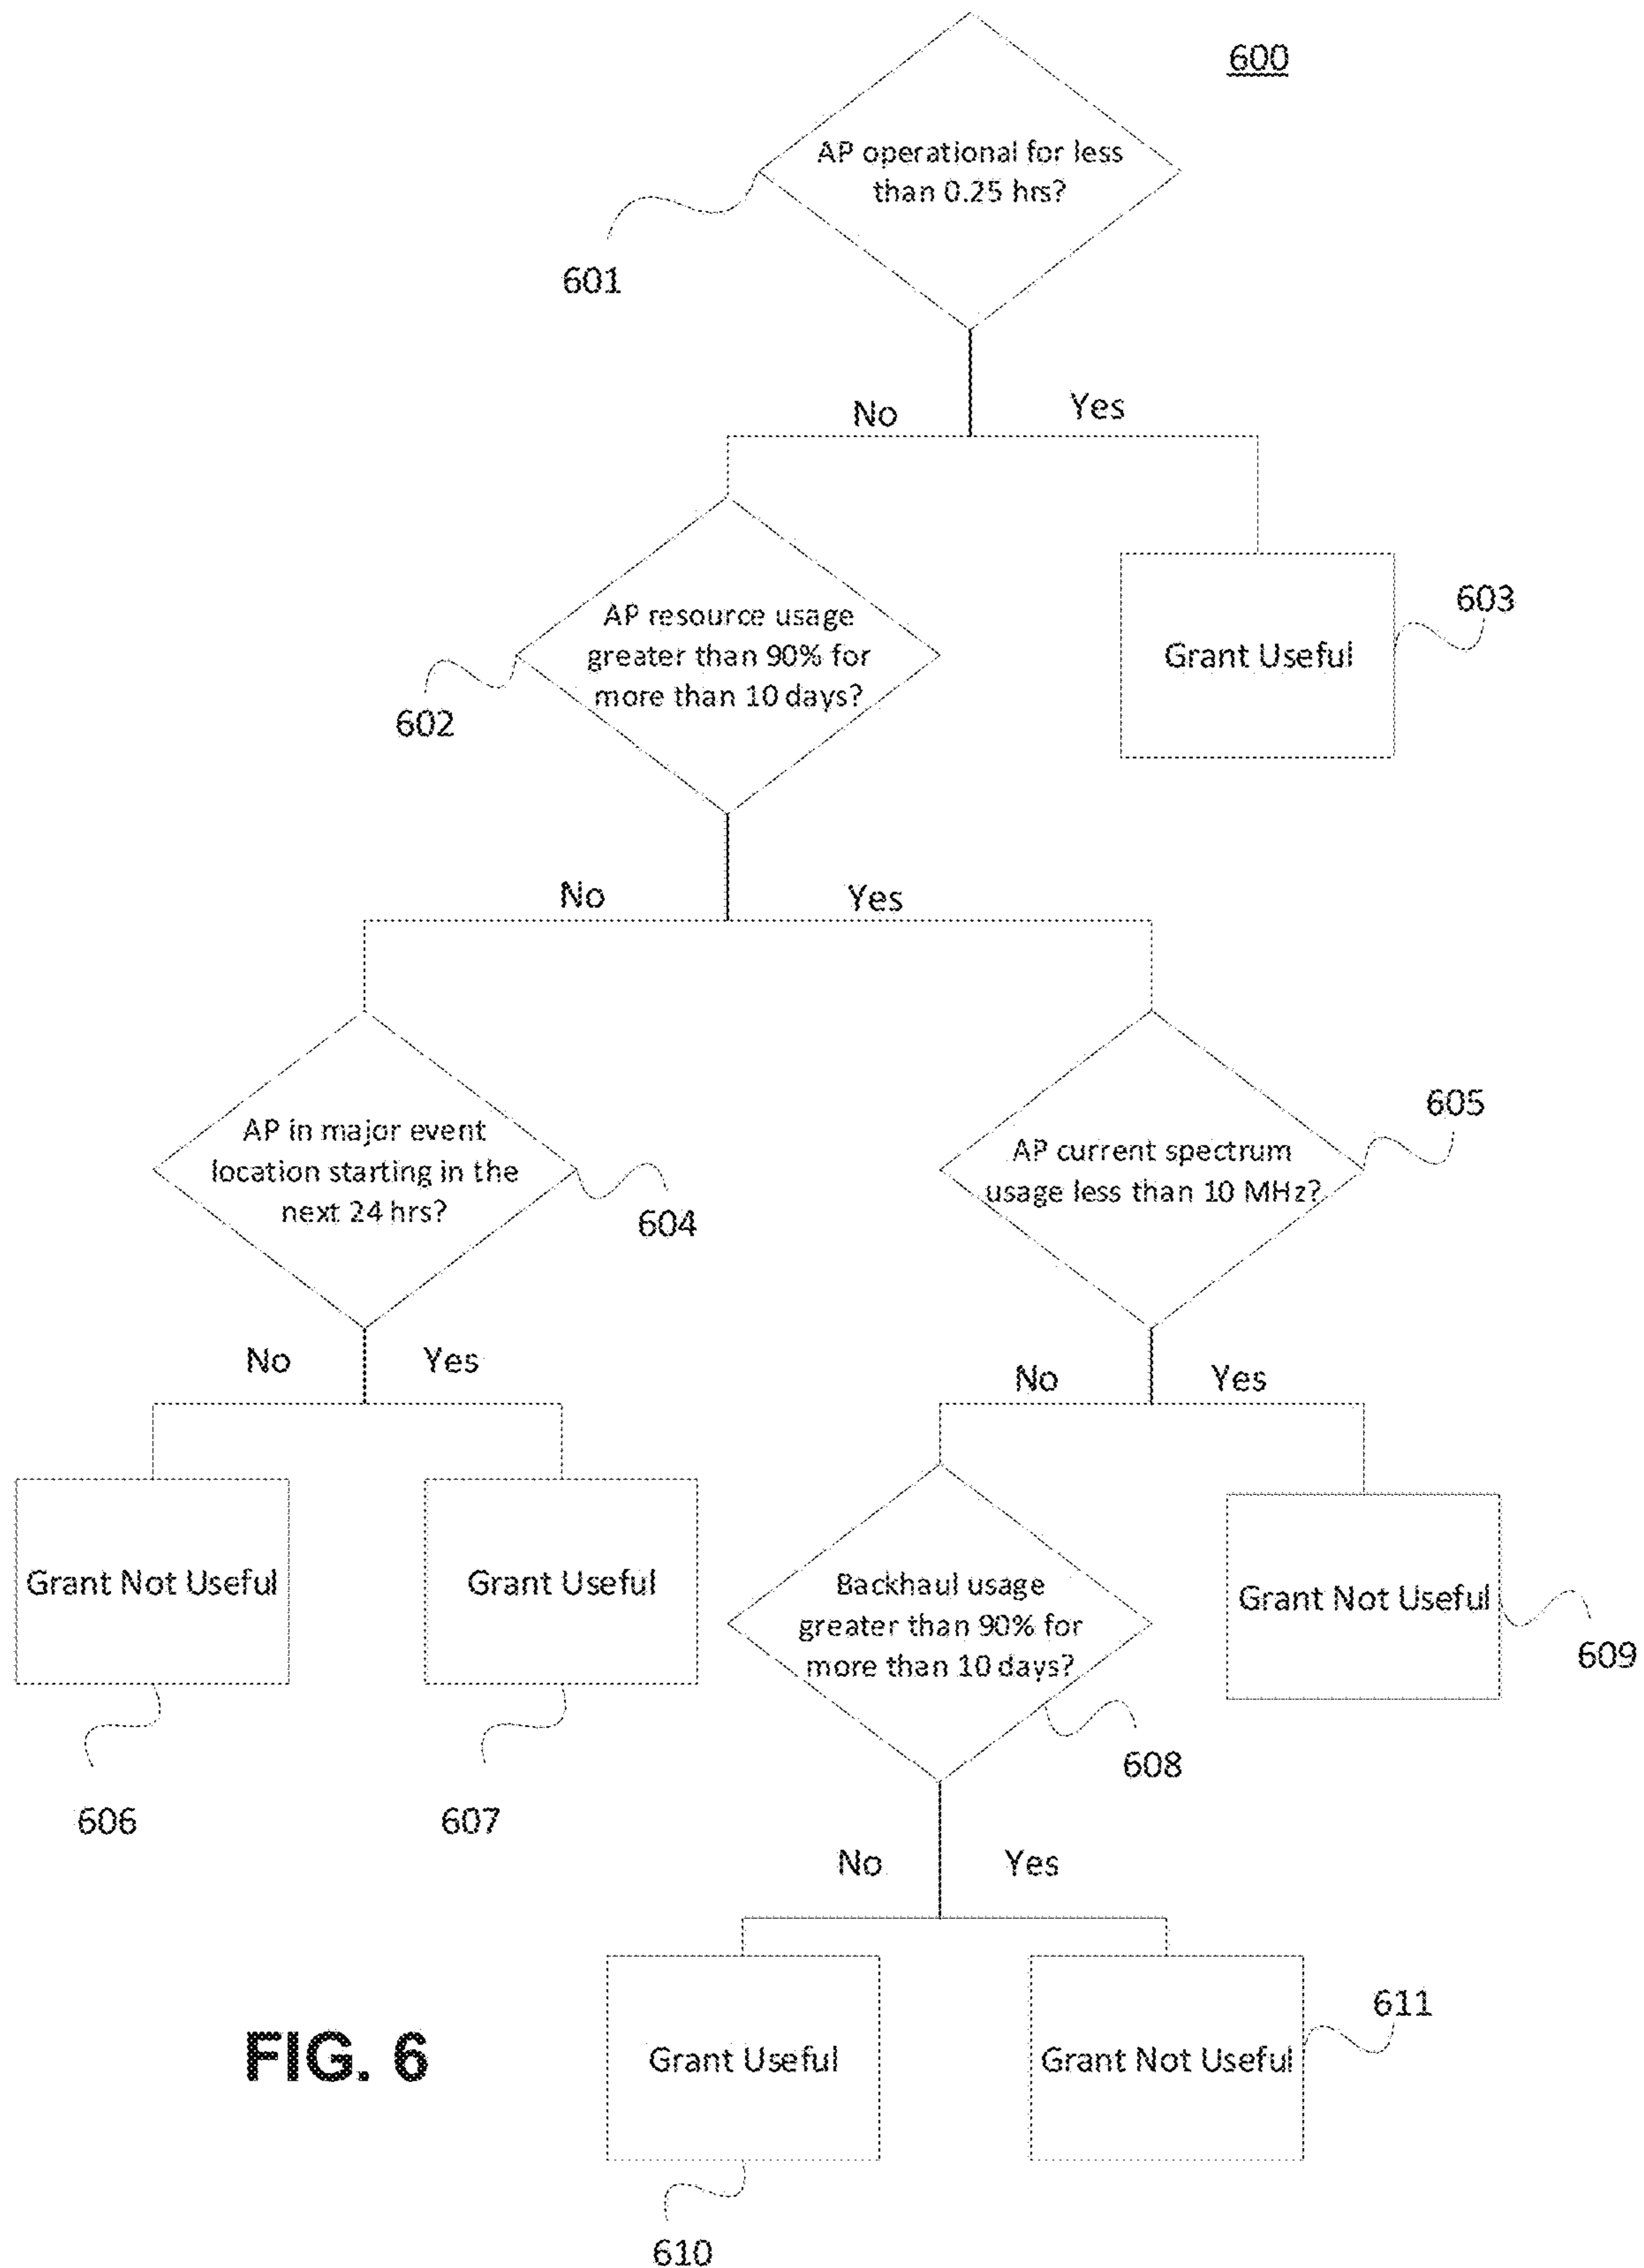 600
AP operational for less
than 0.25 hrs?
601
No
Yes
AP resource usage
greater than 90% for
more than 10 days?
602
Grant Useful
603
No
Yes
AP in major event
location starting in the
next 24 hrs?
604
AP current spectrum
usage less than 10 MHz?
605
No
Yes
No
Yes
Grant Not Useful
606
Grant Useful
607
Backhaul usage
greater than 90% for
more than 10 days?
608
Grant Not Useful
609
No
Yes
Grant Useful
610
Grant Not Useful
611
FIG. 6